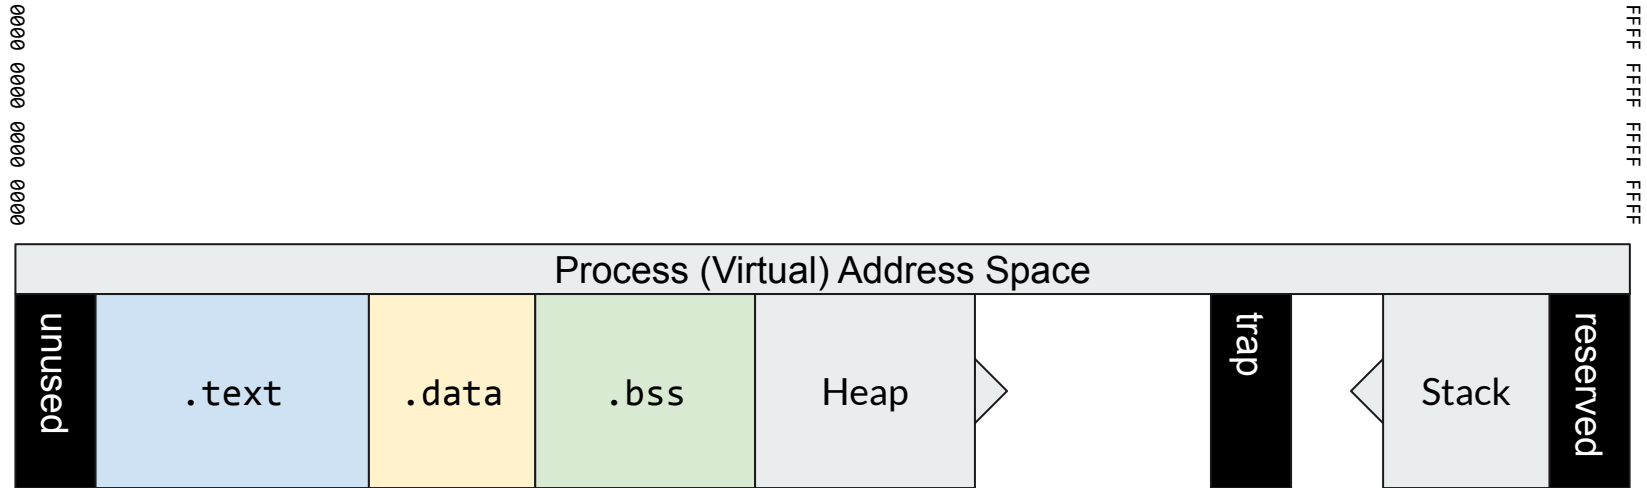 0000 0000 0000 0000
FFFF FFFF FFFF FFFF
Process (Virtual) Address Space
unused
.text
.data
.bss
Heap
trap
Stack
reserved